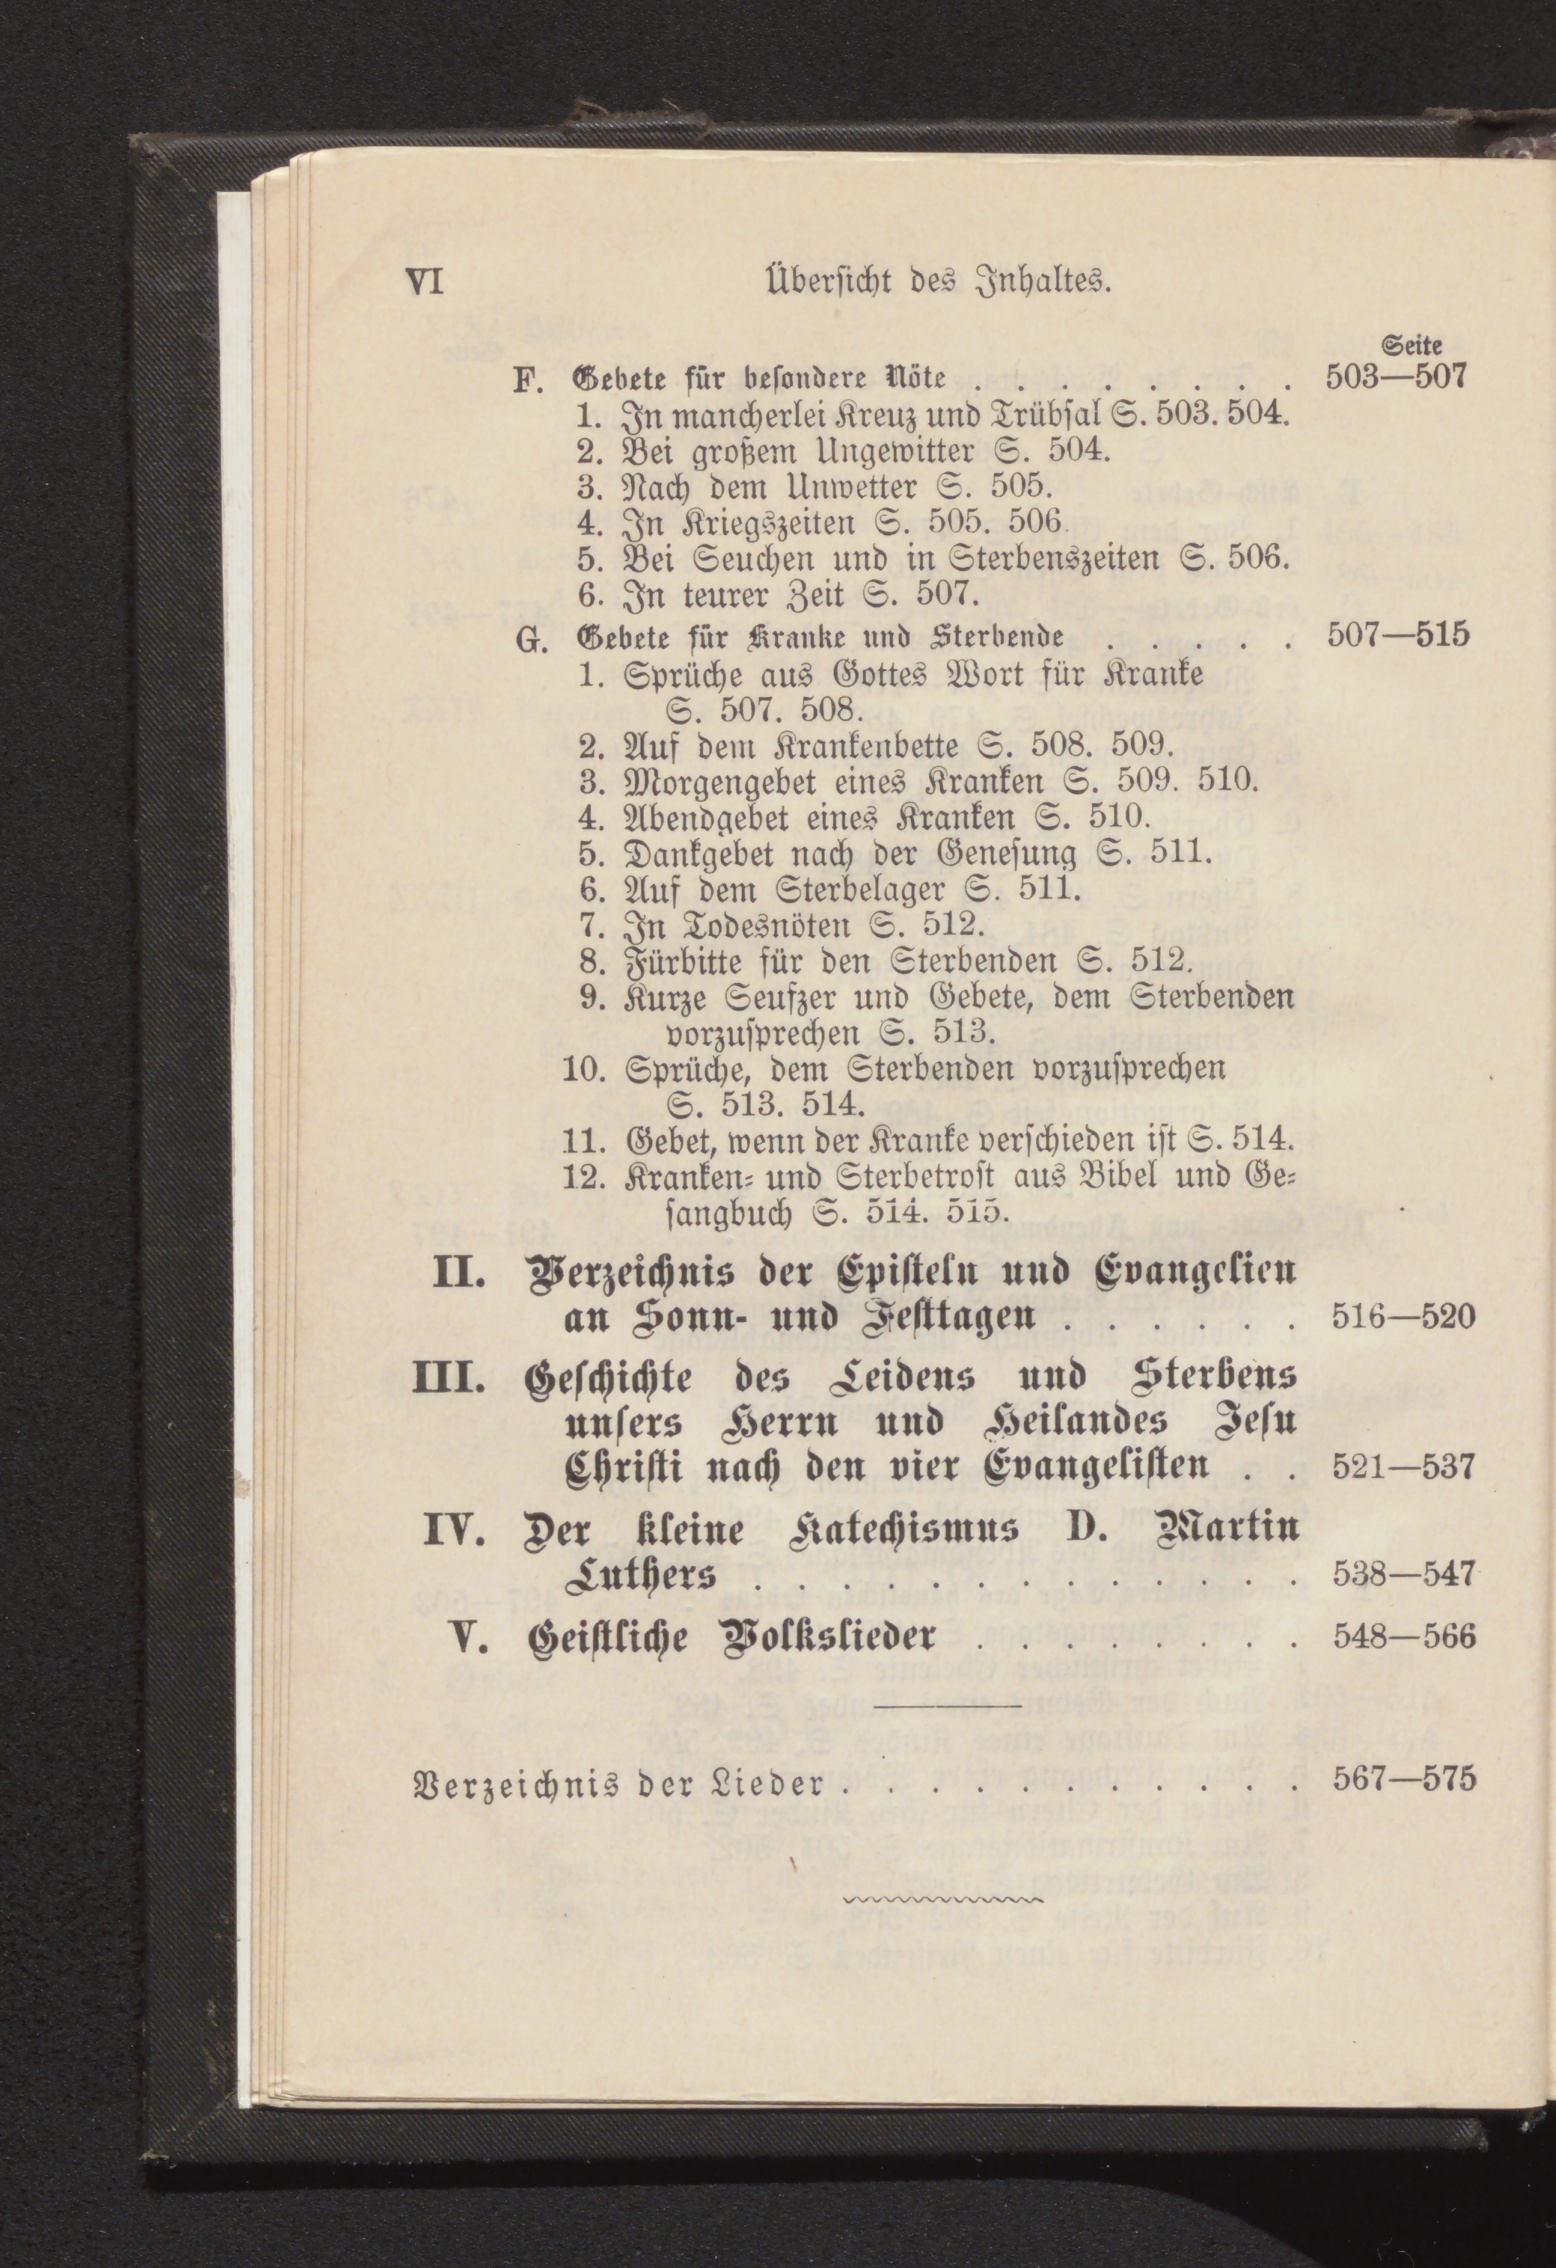 VI Übersicht des Inhaltes.
Seite
F. Gebete für besondere Nöte . . . . . . . . 503—507
1. In mancherlei Kreuz und Trübsal S. 503. 504.
2. Bei großem Ungewitter S. 504.
3. Nach dem Unwetter S. 505.
4. In Kriegszeiten S. 505. 506.
5. Bei Seuchen und in Sterbenszeiten S. 506.
6. In teurer Zeit S. 507.
G. Gebete für Kranke und Sterbende . . . . . 507—515
1. Sprüche aus Gottes Wort für Kranke
S. 507. 508.
2. Auf dem Krankenbette S. 508. 509.
3. Morgengebet eines Kranken S. 509. 510.
4. Abendgebet eines Kranken S. 510.
5. Dankgebet nach der Genesung S. 511.
6. Auf dem Sterbelager S. 511.
7. In Todesnöten S. 512.
8. Fürbitte für den Sterbenden S. 512.
9. Kurze Seufzer und Gebete, dem Sterbenden
vorzusprechen S. 513.
10. Sprüche, dem Sterbenden vorzusprechen
S. 513. 514.
11. Gebet, wenn der Kranke verschieden ist S. 514.
12. Kranken- und Sterbetrost aus Bibel und Ge-
sangbuch S. 514. 515.
II. Verzeichnis der Episteln und Evangelien
an Sonn- und Festtagen . . . . . . 516—520
III. Geschichte des Leidens und Sterbens
unsers Herrn und Heilandes Jesu
Christi nach den vier Evangelisten . . 521—537
IV. Der kleine Katechismus D. Martin
Luthers . . . . . . . . . . . . . 538—547
V. Geistliche Volkslieder . . . . . . . . 548—566
Verzeichnis der Lieder . . . . . . . . . . . 567—575